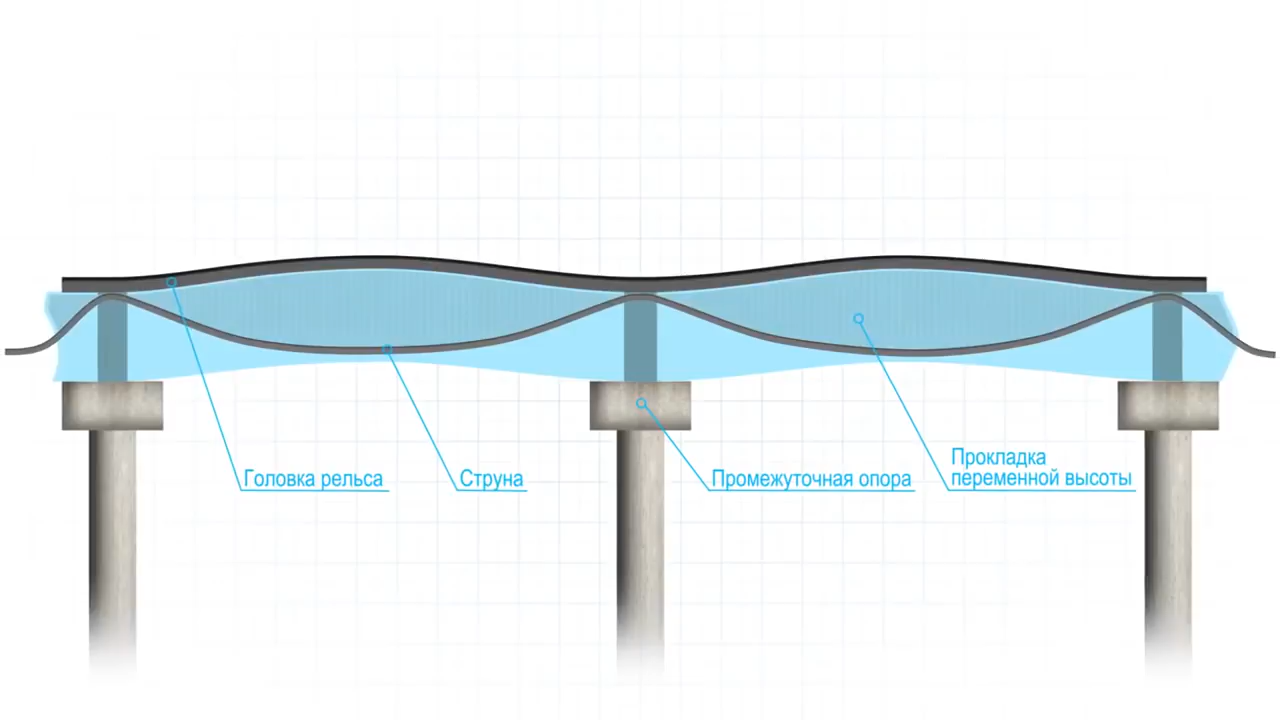 Головка рельса
Струна
Промежуточная опора
Прокладка
переменной высоты